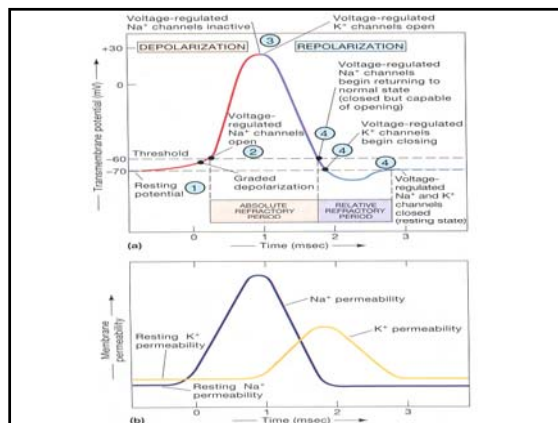 Voltage-regulated
Na+ channels inactive
Voltage-regulated
K+ channels open
3
+30
DEPOLARIZATION
REPOLARIZATION
Voltage-regulated
Na+ channels
begin returning to
normal state
(closed but capable
of opening)
0
Transmembrane potential (mV)
Voltage-
regulated
Na+ channels
open
4
Voltage-regulated
K+ channels
begin closing
2
4
Threshold
-60
4
-70
Resting
potential
1
Graded
depolarization
Voltage-
regulated
Na+ and K+
channels
closed
(resting state)
ABSOLUTE
REFRACTORY
PERIOD
RELATIVE
REFRACTORY
PERIOD
0
1
2
3
(a)
Time (msec)
Na+ permeability
K+ permeability
Membrane
permeability
Resting K+
permeability
Resting Na+
permeability
0
1
2
3
(b)
Time (msec)